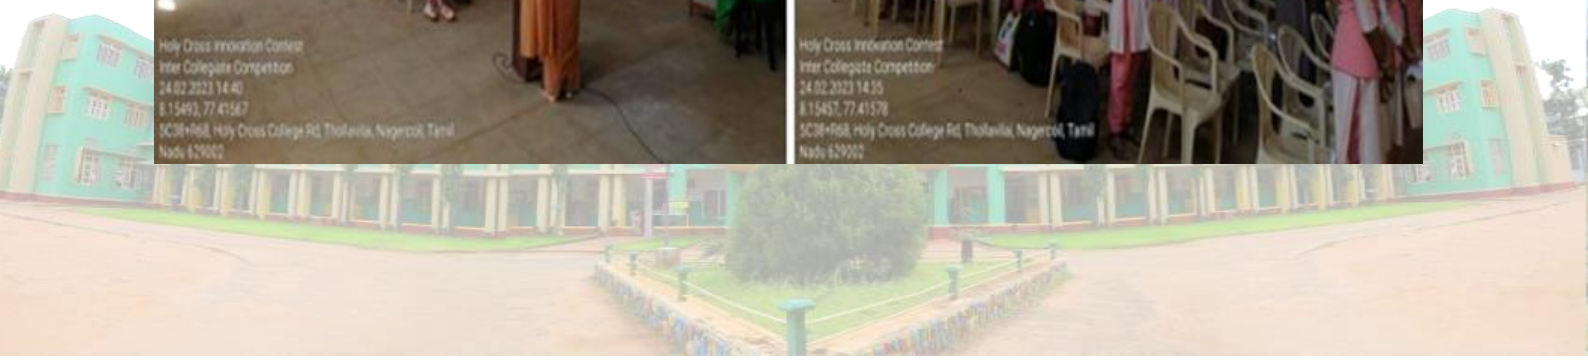 Holy Cross Innovation Contest
Inter Collegiate Competition
24.02.2023 14:40
8.15493, 77.41567
5C38+R68, Holy Cross College Rd, Thollavilai, Nagercoil, Tamil
Nadu 629002
Holy Cross Innovation Contest
Inter Collegiate Competition
24.02.2023 14:35
8.15457, 77.41578
5C38+R68, Holy Cross College Rd, Thollavilai, Nagercoil, Tamil
Nadu 629002